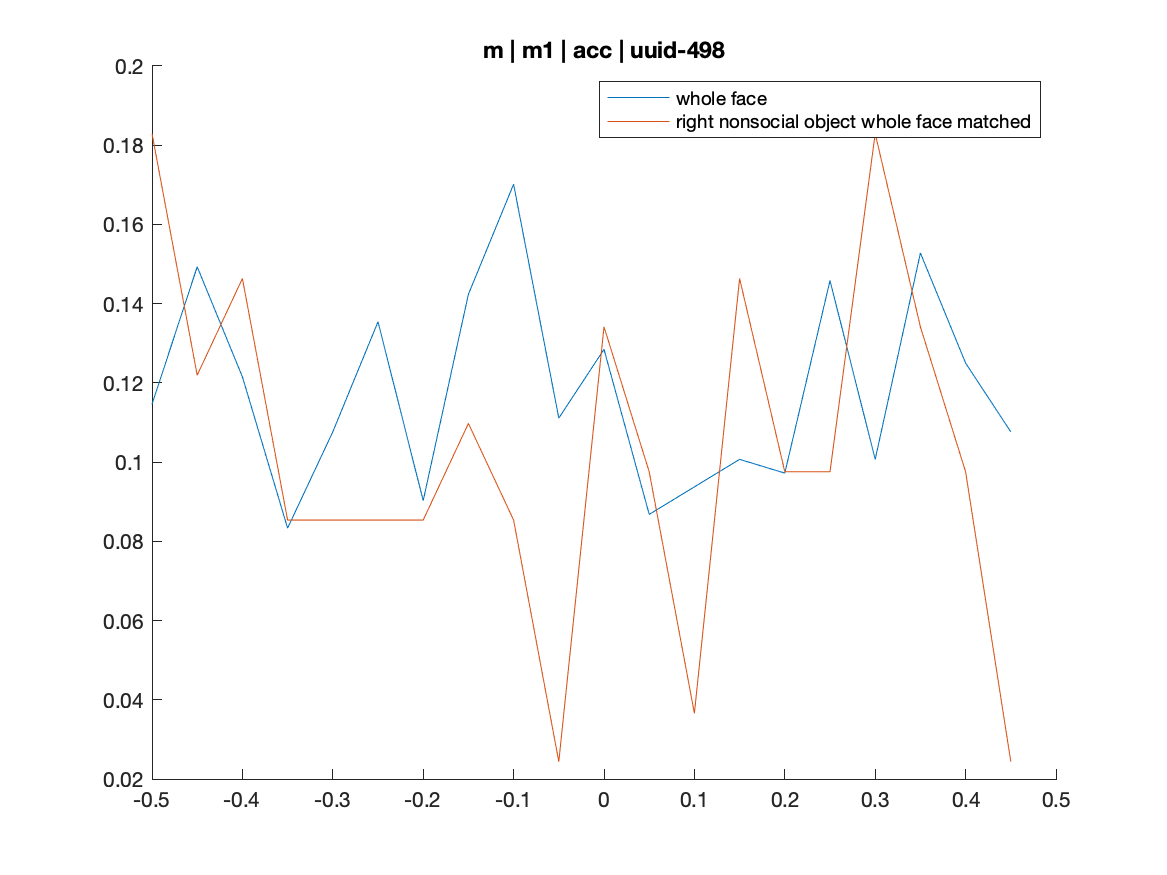 m | m1 | acc | uuid-498
whole face
right nonsocial object whole face matched
0.2
0.18
0.16
0.14
0.12
0.1
0.08
0.06
0.04
0.02
-0.5 -0.4 -0.3 -0.2 -0.1 0 0.1 0.2 0.3 0.4 0.5